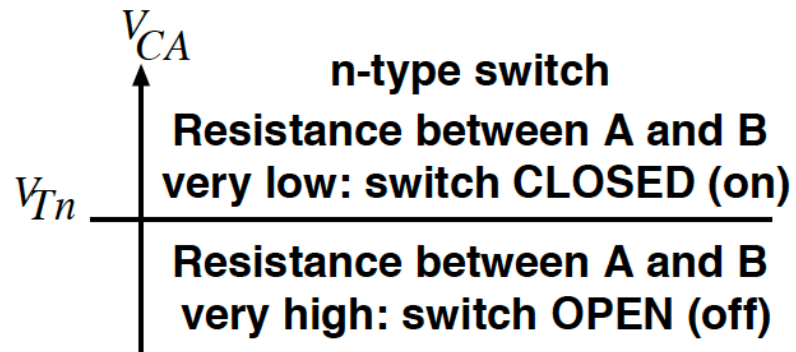 V_CA
n-type switch
Resistance between A and B
very low: switch CLOSED (on)
V_Tn
Resistance between A and B
very high: switch OPEN (off)